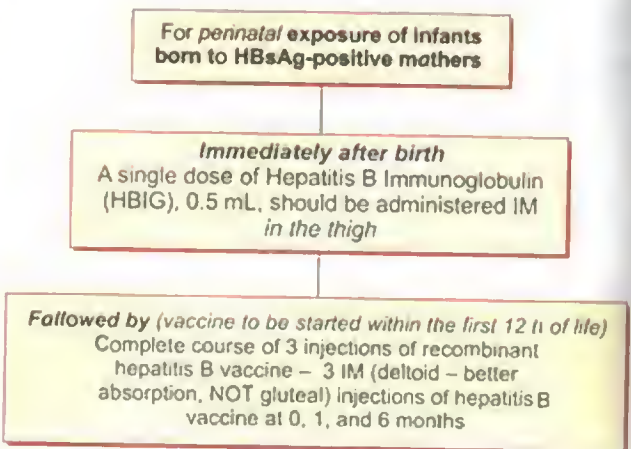 For perinatal exposure of infants
born to HBsAg-positive mothers
Immediately after birth
A single dose of Hepatitis B Immunoglobulin
(HBIG), 0.5 mL, should be administered IM
in the thigh
Followed by (vaccine to be started within the first 12 h of life)
Complete course of 3 injections of recombinant
hepatitis B vaccine – 3 IM (deltoid – better
absorption, NOT gluteal) injections of hepatitis B
vaccine at 0, 1, and 6 months